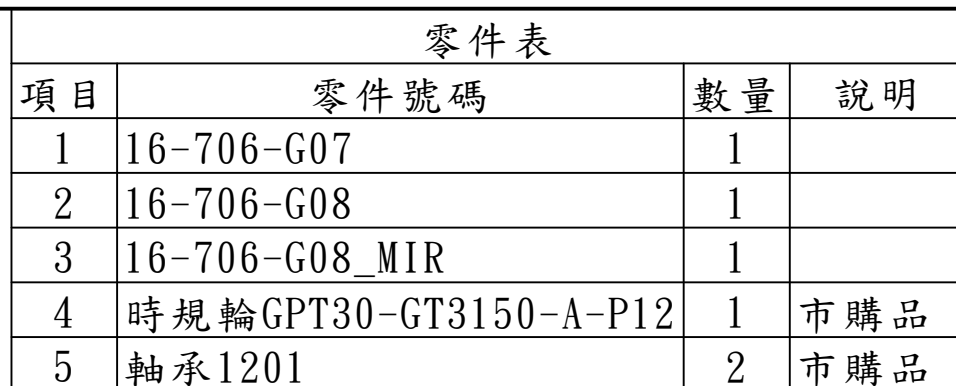 零件表
項目 零件號碼 數量 說明
1 16-706-G07 1
2 16-706-G08 1
3 16-706-G08_MIR 1
4 時規輪GPT30-GT3150-A-P12 1 市購品
5 軸承1201 2 市購品